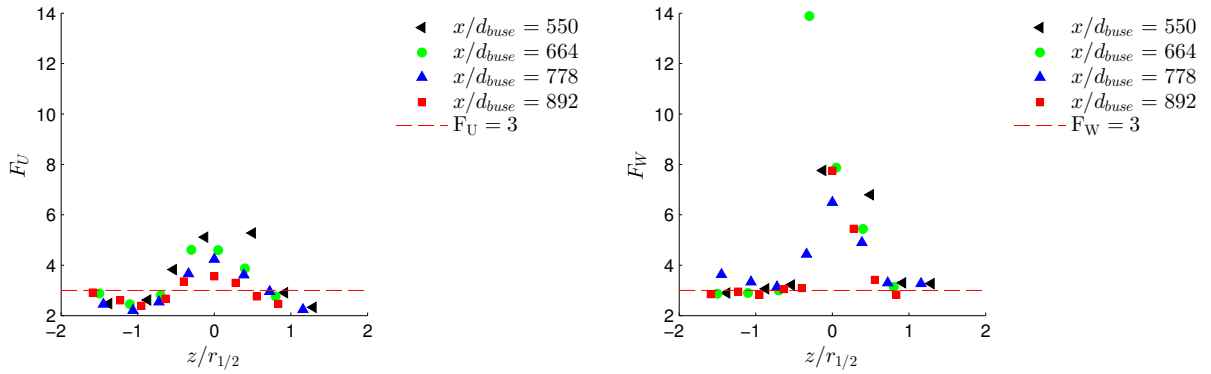 14
12
10
8
6
4
2
F_U
−2
−1
0
1
2
z/r_{1/2}
x/d_{buse} = 550
x/d_{buse} = 664
x/d_{buse} = 778
x/d_{buse} = 892
F_U = 3
14
12
10
8
6
4
2
F_W
−2
−1
0
1
2
z/r_{1/2}
x/d_{buse} = 550
x/d_{buse} = 664
x/d_{buse} = 778
x/d_{buse} = 892
F_W = 3